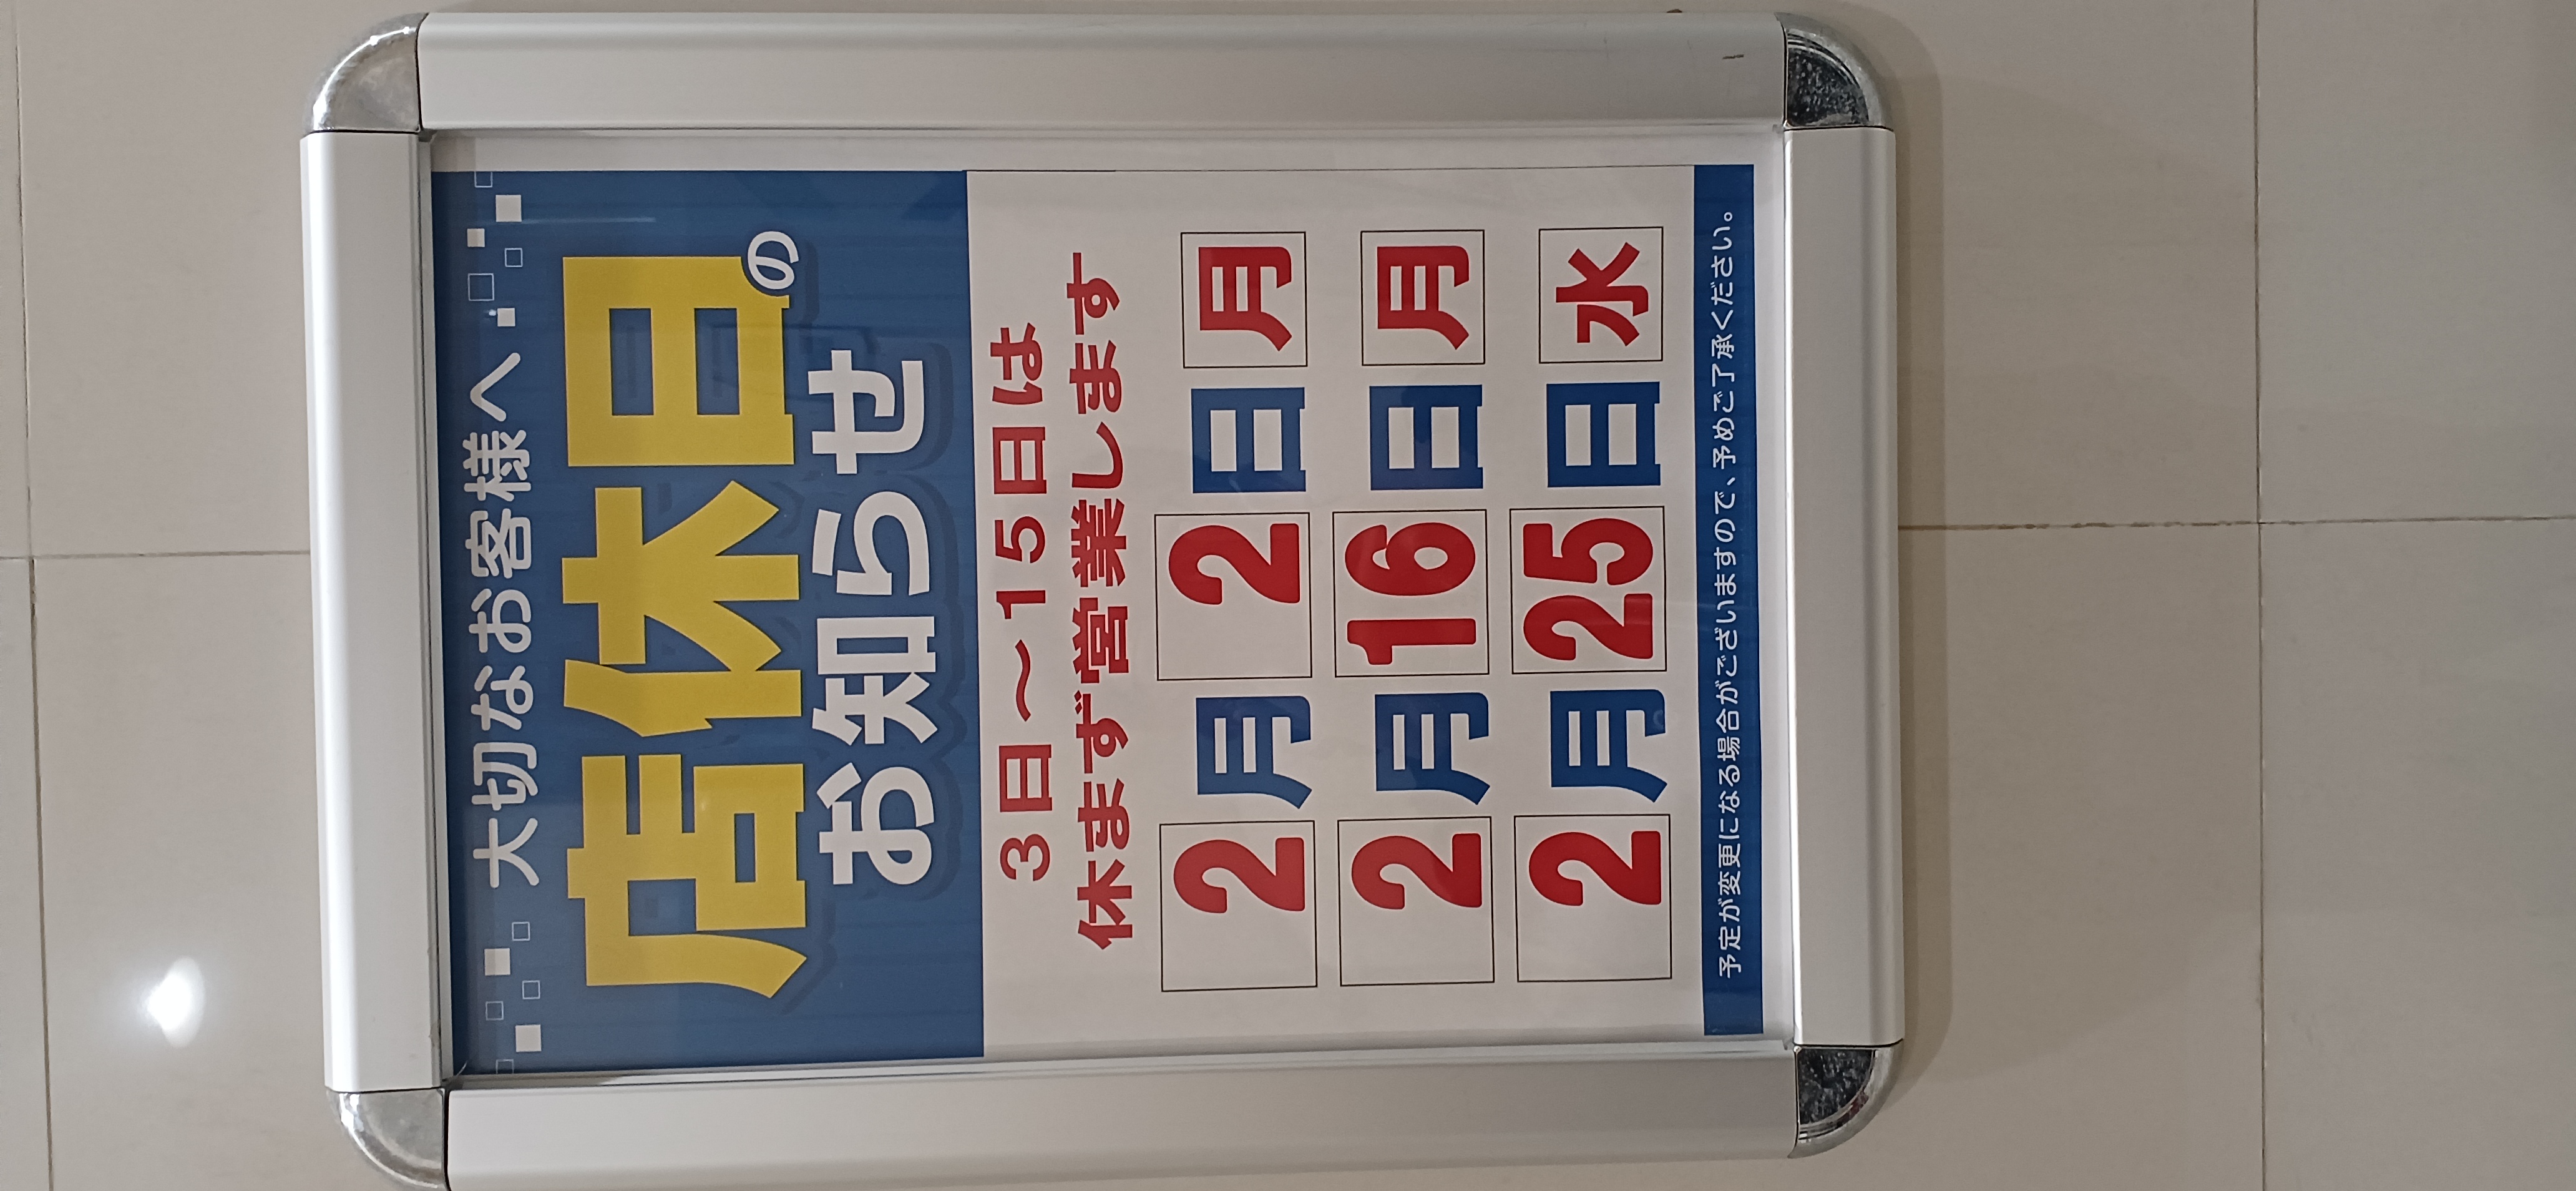 大切なお客様へ
店休日の
お知らせ
3日～15日は
休まず営業します
2月2日月
2月16日月
2月25日水
予定が変更になる場合がございますので、予めご了承ください。